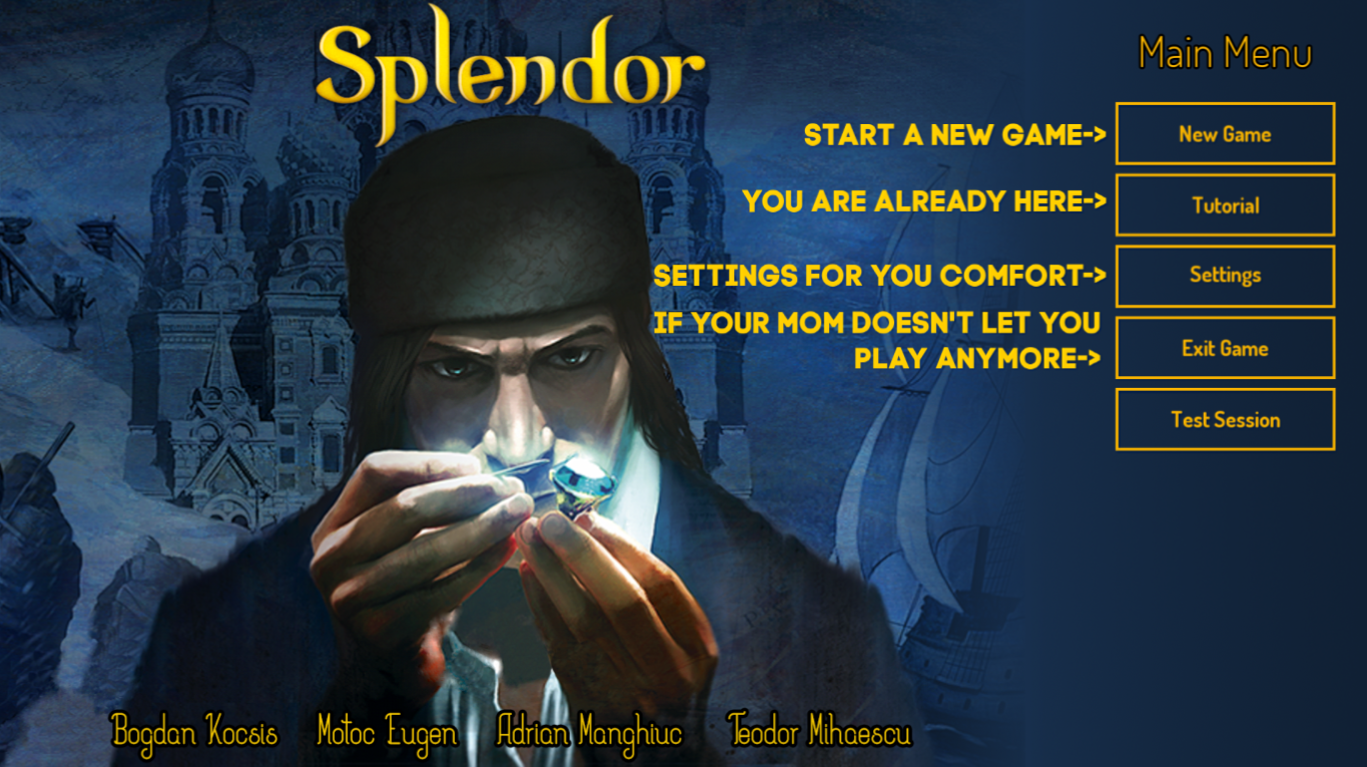 Splendor
Main Menu
START A NEW GAME->
New Game
YOU ARE ALREADY HERE->
Tutorial
SETTINGS FOR YOU COMFORT->
Settings
IF YOUR MOM DOESN'T LET YOU
PLAY ANYMORE->
Exit Game
Test Session
Bogdan Kocsis Motoc Eugen Adrian Manghiuc Teodor Mihaescu